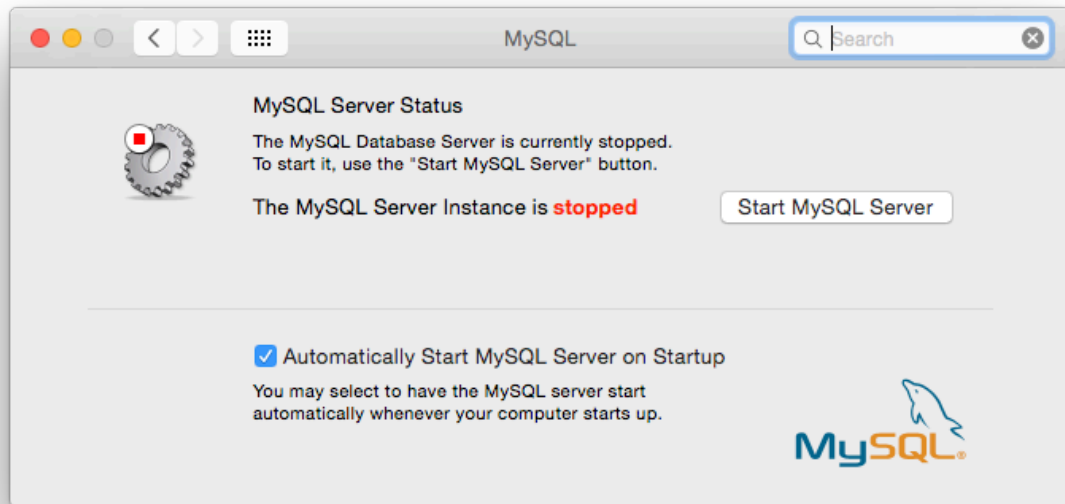 MySQL
Search
MySQL Server Status
The MySQL Database Server is currently stopped.
To start it, use the "Start MySQL Server" button.
The MySQL Server Instance is stopped
Start MySQL Server
Automatically Start MySQL Server on Startup
You may select to have the MySQL server start
automatically whenever your computer starts up.
MySQL®